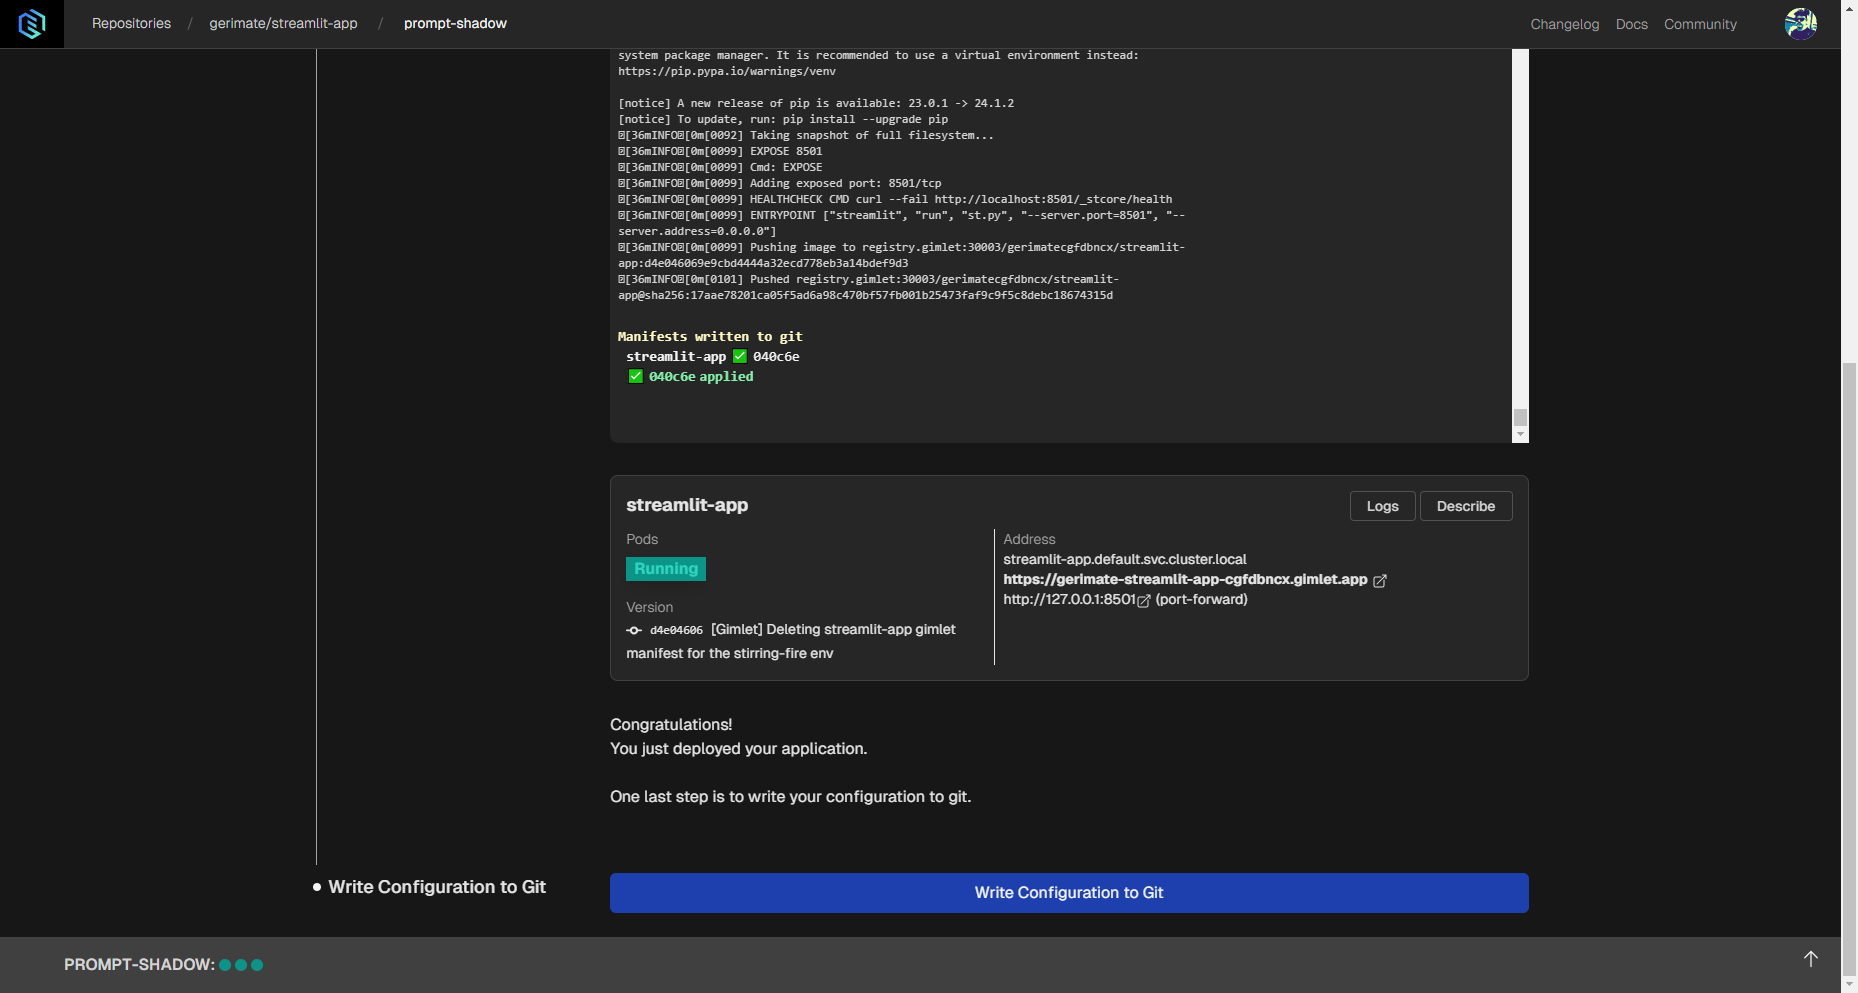 Repositories / gerimate/streamlit-app / prompt-shadow
Changelog Docs Community
system package manager. It is recommended to use a virtual environment instead:
https://pip.pypa.io/warnings/venv
[notice] A new release of pip is available: 23.0.1 -> 24.1.2
[notice] To update, run: pip install --upgrade pip
[36mINFO[0m[0092] Taking snapshot of full filesystem...
[36mINFO[0m[0099] EXPOSE 8501
[36mINFO[0m[0099] Cmd: EXPOSE
[36mINFO[0m[0099] Adding exposed port: 8501/tcp
[36mINFO[0m[0099] HEALTHCHECK CMD curl --fail http://localhost:8501/_stcore/health
[36mINFO[0m[0099] ENTRYPOINT ["streamlit", "run", "st.py", "--server.port=8501", "--
server.address=0.0.0.0"]
[36mINFO[0m[0099] Pushing image to registry.gimlet:30003/gerimatecgfdbncx/streamlit-
app:d4e046069e9cbd4444a32ecd778eb3a14bdef9d3
[36mINFO[0m[0101] Pushed registry.gimlet:30003/gerimatecgfdbncx/streamlit-
app@sha256:17aae78201ca05f5ad6a98c470bf57fb001b25473faf9c9f5c8debc18674315d
Manifests written to git
streamlit-app ✅ 040c6e
✅ 040c6e applied
streamlit-app
Logs Describe
Pods
Running
Version
d4e04606 [Gimlet] Deleting streamlit-app gimlet
manifest for the stirring-fire env
Address
streamlit-app.default.svc.cluster.local
https://gerimate-streamlit-app-cgfdbncx.gimlet.app
http://127.0.0.1:8501 (port-forward)
Congratulations!
You just deployed your application.
One last step is to write your configuration to git.
Write Configuration to Git
Write Configuration to Git
PROMPT-SHADOW: